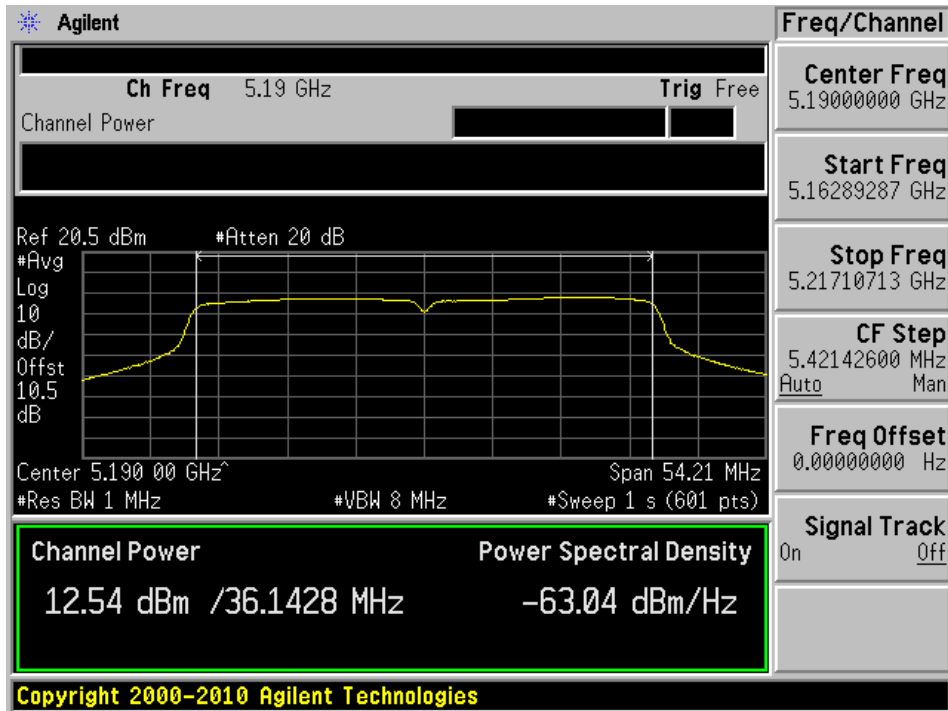 Agilent
Freq/Channel
Ch Freq 5.19 GHz Trig Free
Channel Power
Center Freq
5.19000000 GHz
Start Freq
5.16289287 GHz
Stop Freq
5.21710713 GHz
CF Step
5.42142600 MHz
Auto Man
Freq Offset
0.00000000 Hz
Signal Track
On Off
Ref 20.5 dBm #Atten 20 dB
#Avg
Log
10
dB/
Offst
10.5
dB
Center 5.190 00 GHz^ Span 54.21 MHz
#Res BW 1 MHz #VBW 8 MHz #Sweep 1 s (601 pts)
Channel Power Power Spectral Density
12.54 dBm /36.1428 MHz -63.04 dBm/Hz
Copyright 2000-2010 Agilent Technologies